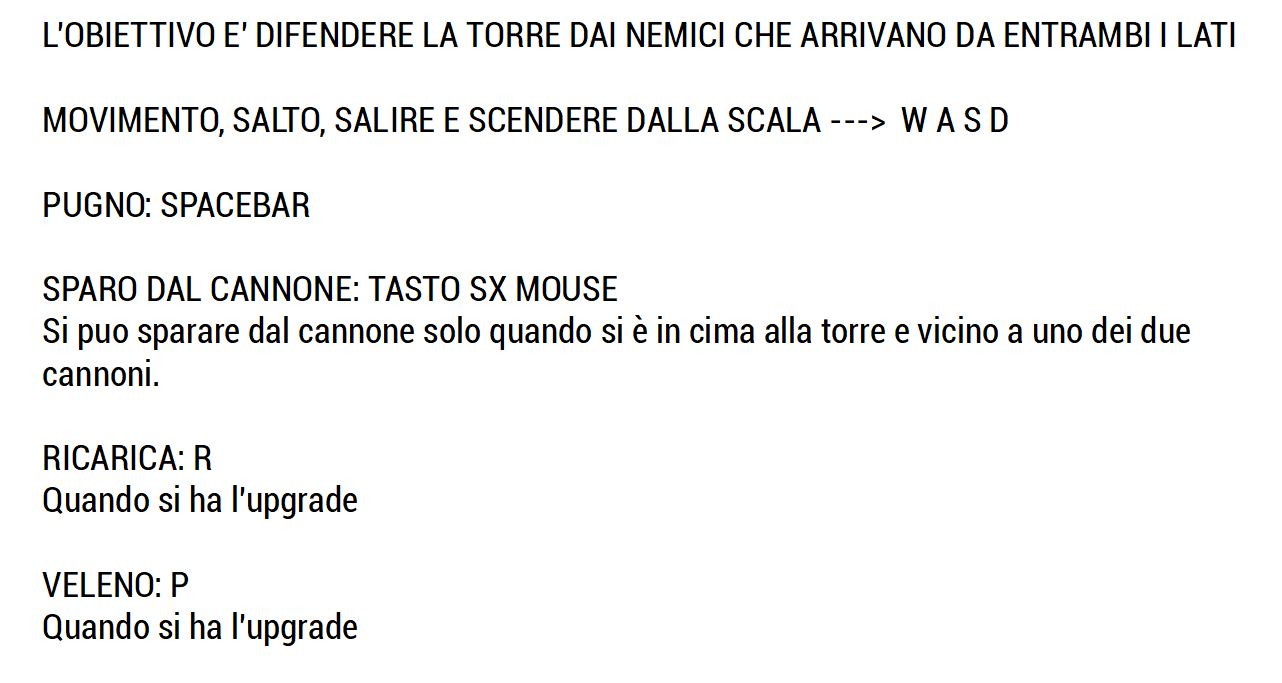 L'OBIETTIVO E' DIFENDERE LA TORRE DAI NEMICI CHE ARRIVANO DA ENTRAMBI I LATI
MOVIMENTO, SALTO, SALIRE E SCENDERE DALLA SCALA ---> W A S D
PUGNO: SPACEBAR
SPARO DAL CANNONE: TASTO SX MOUSE
Si puo sparare dal cannone solo quando si è in cima alla torre e vicino a uno dei due
cannoni.
RICARICA: R
Quando si ha l'upgrade
VELENO: P
Quando si ha l'upgrade